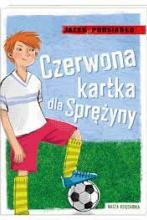 JACEK PODSIADŁO
Czerwona
kartka
dla Sprężyny
NASZA KSIĘGARNIA